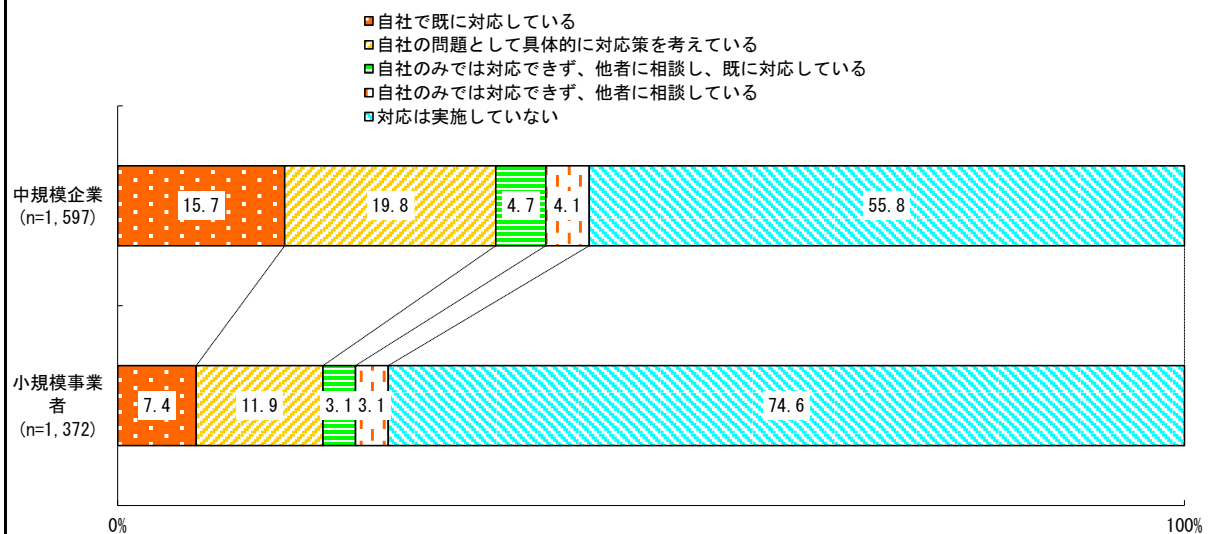 自社で既に対応している
自社の問題として具体的に対応策を考えている
自社のみでは対応できず、他者に相談し、既に対応している
自社のみでは対応できず、他者に相談している
対応は実施していない
中規模企業
(n=1,597)
15.7
19.8
4.7
4.1
55.8
小規模事業
者
(n=1,372)
7.4
11.9
3.1
3.1
74.6
0%
100%